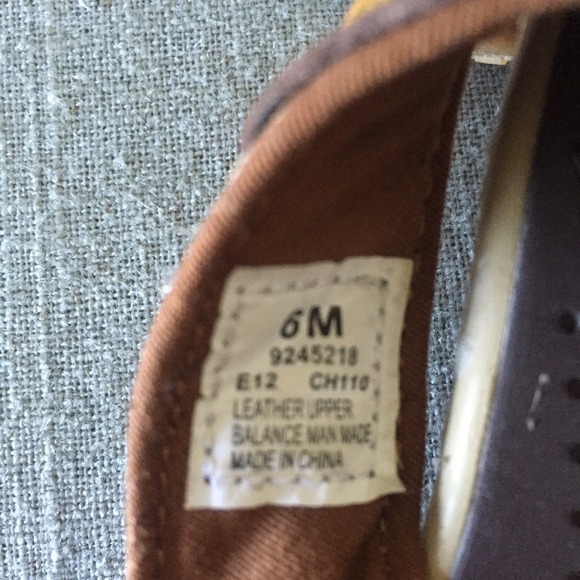 6M
9245218
E12 CH110
LEATHER UPPER
BALANCE MAN MADE
MADE IN CHINA